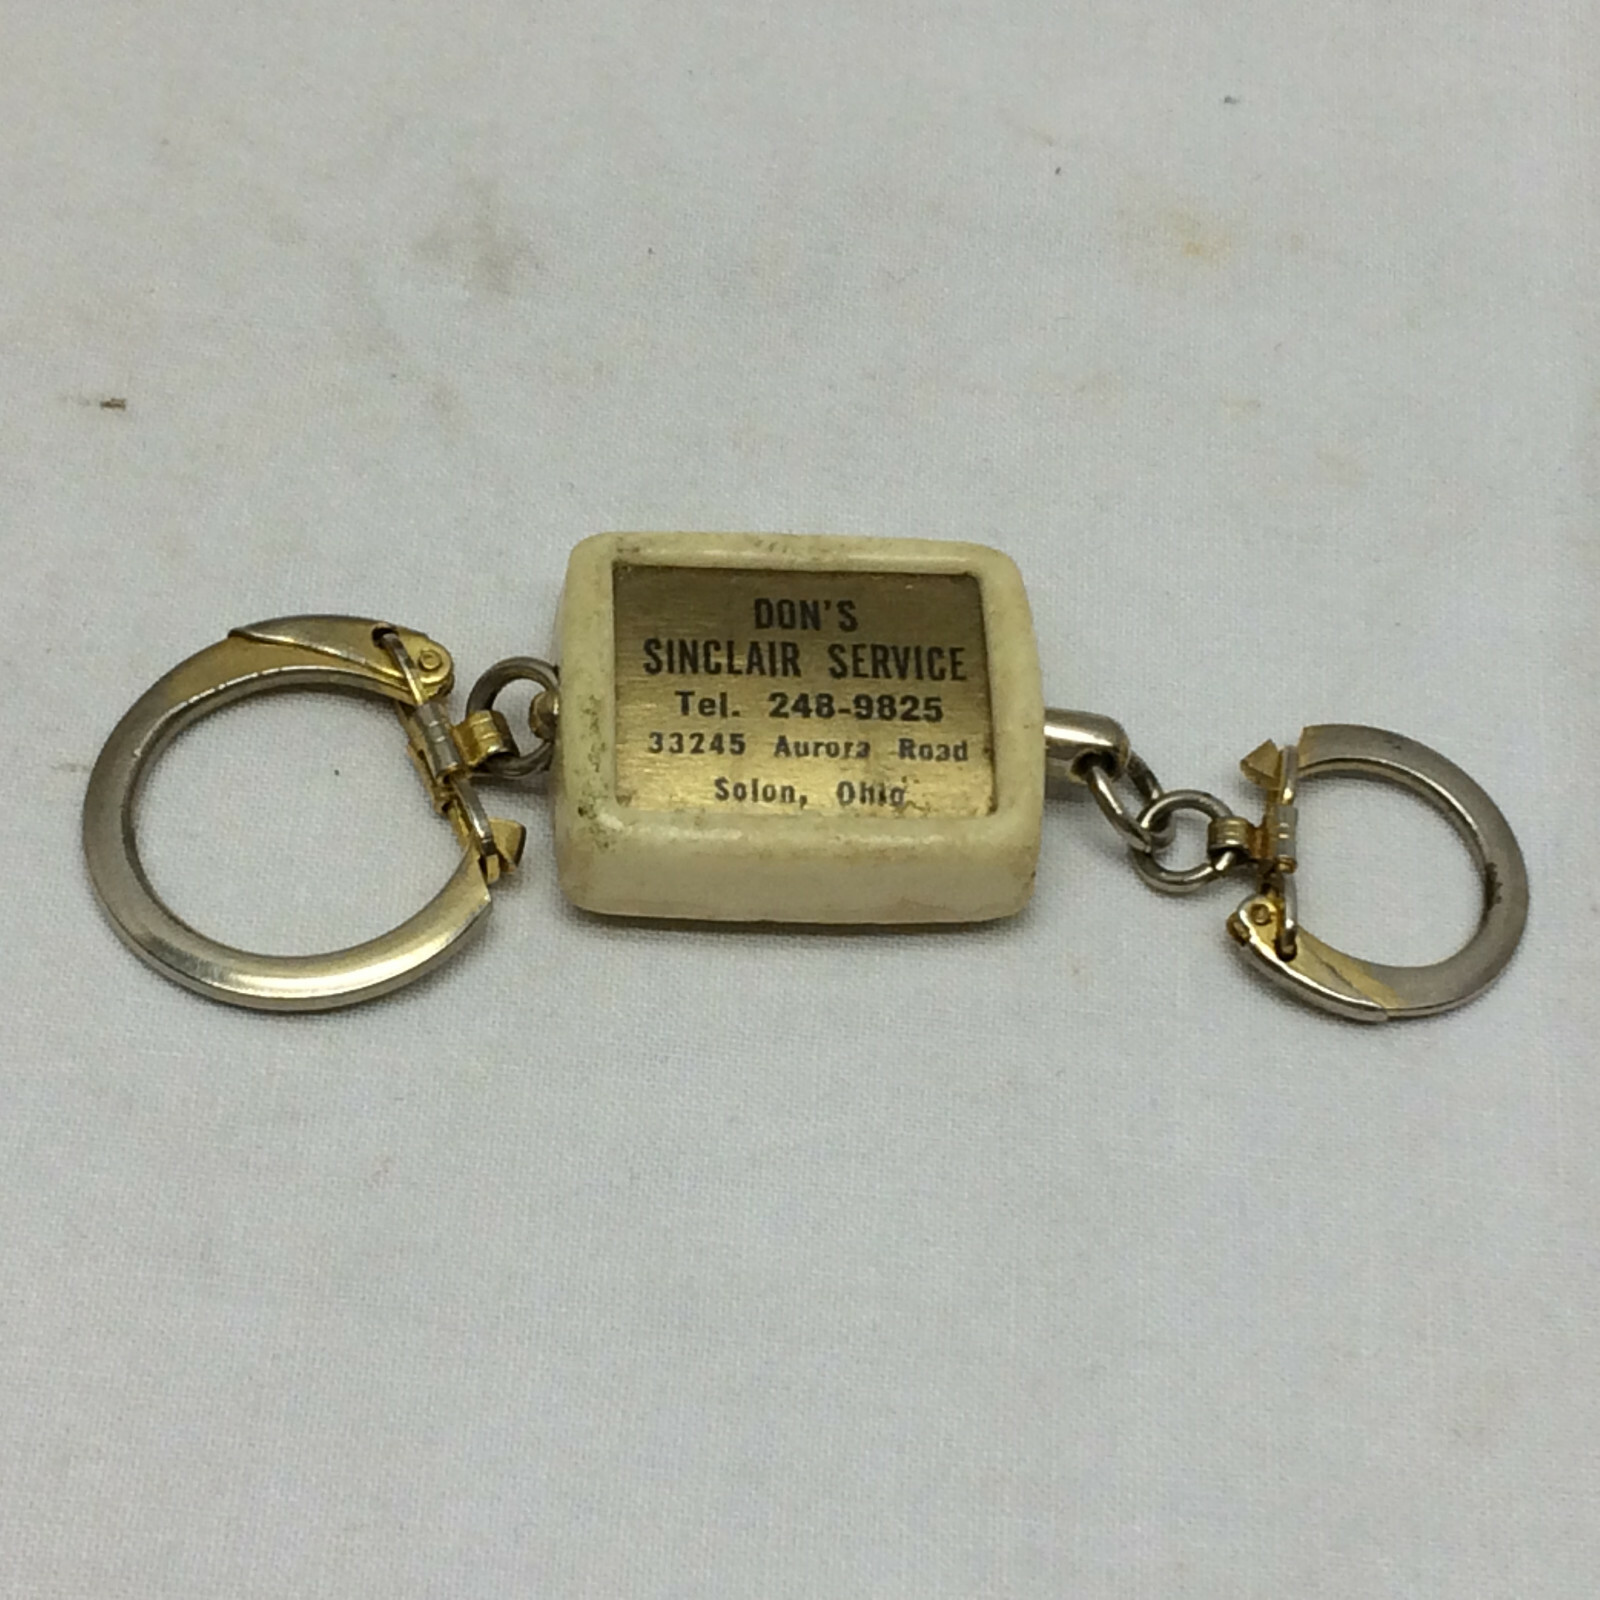 DON'S
SINCLAIR SERVICE
Tel. 248-9825
33245 Aurora Road
Solon, Ohio